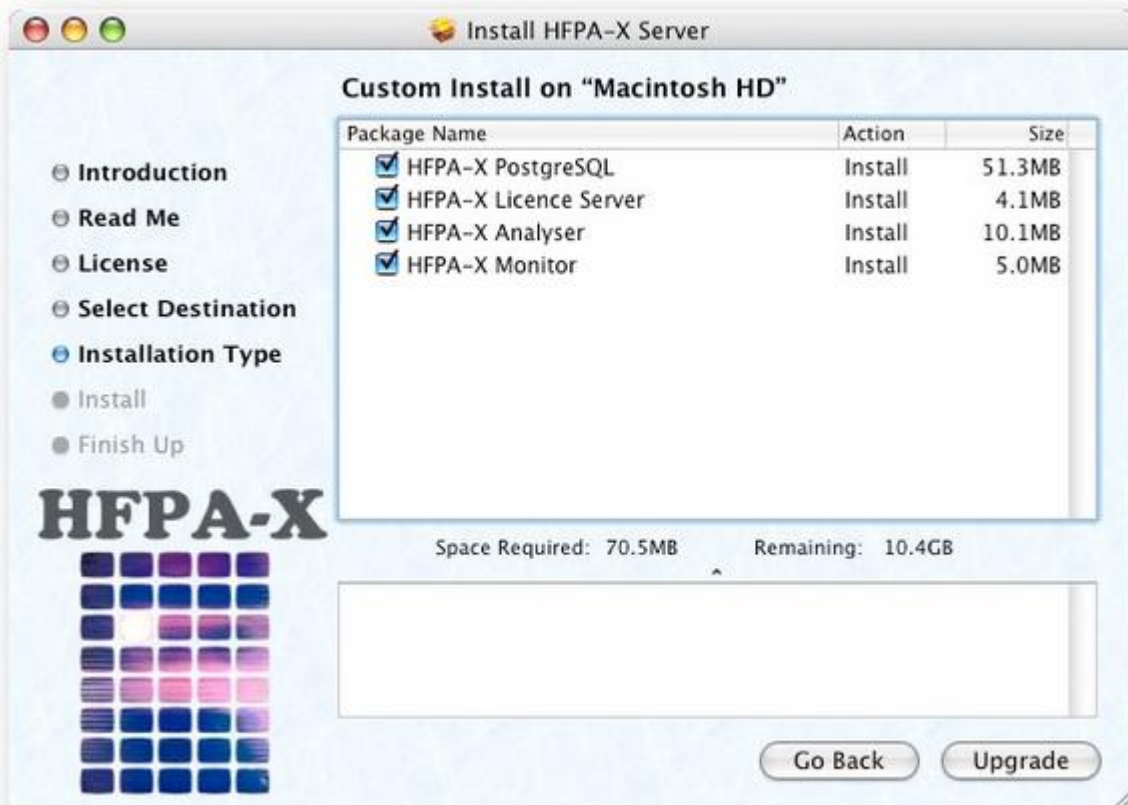 Install HFPA-X Server
Custom Install on “Macintosh HD”
Introduction
Read Me
License
Select Destination
Installation Type
Install
Finish Up
HFPA-X
Package Name Action Size
HFPA-X PostgreSQL Install 51.3MB
HFPA-X Licence Server Install 4.1MB
HFPA-X Analyser Install 10.1MB
HFPA-X Monitor Install 5.0MB
Space Required: 70.5MB Remaining: 10.4GB
Go Back Upgrade